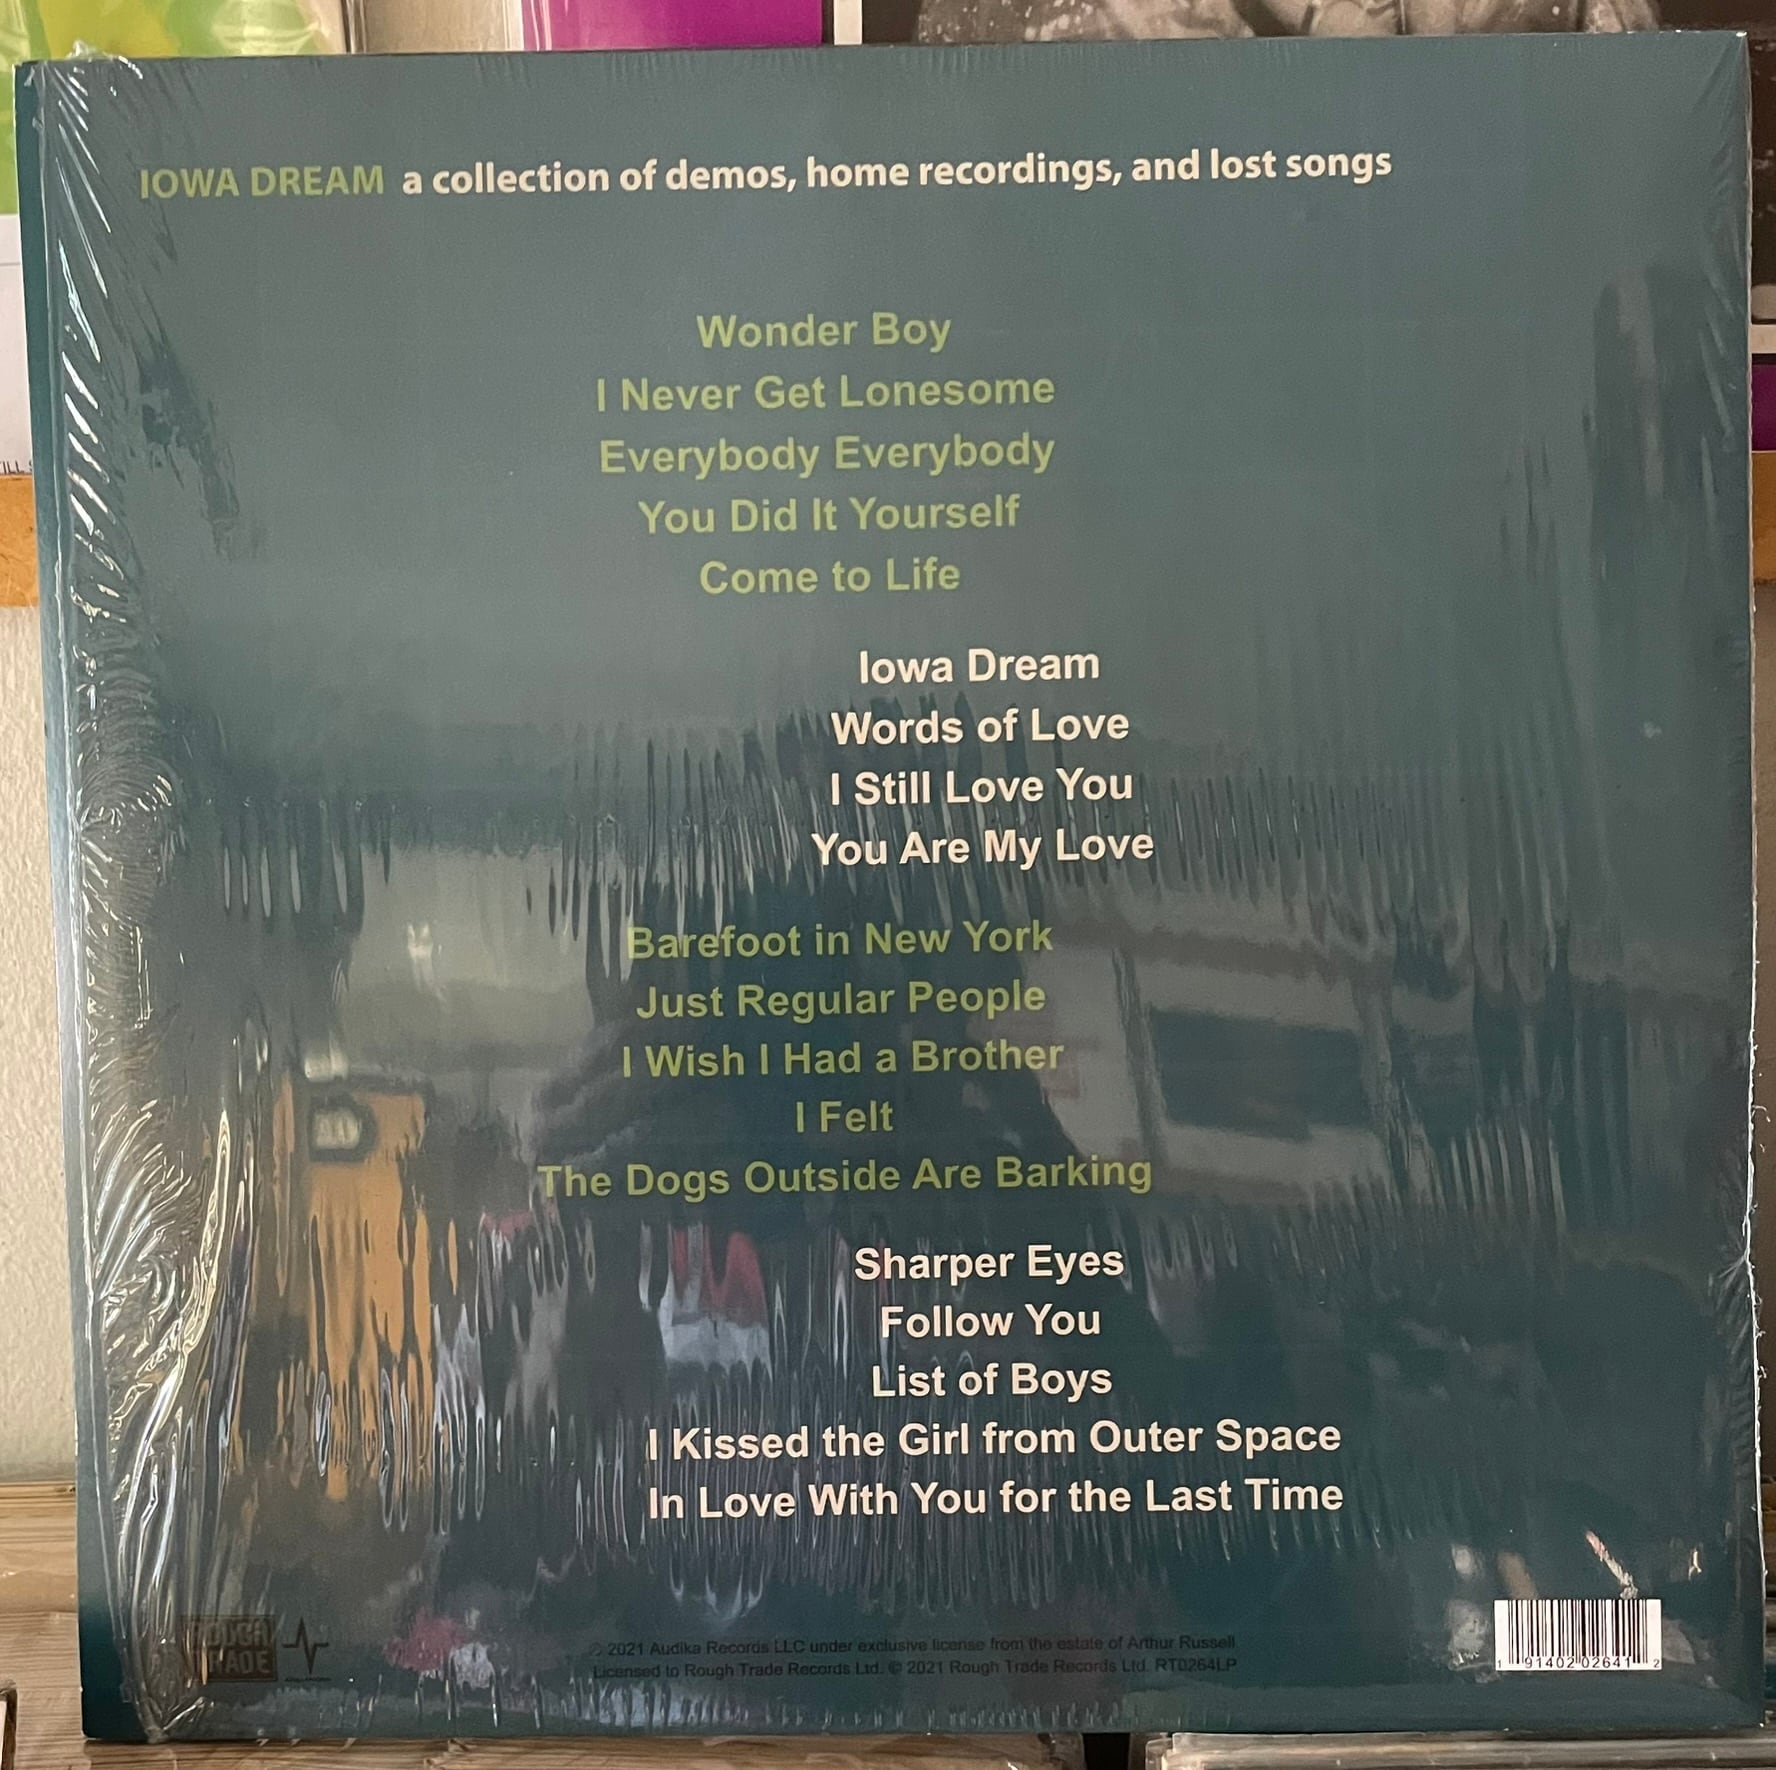 IOWA DREAM a collection of demos, home recordings, and lost songs
Wonder Boy
I Never Get Lonesome
Everybody Everybody
You Did It Yourself
Come to Life
Iowa Dream
Words of Love
I Still Love You
You Are My Love
Barefoot in New York
Just Regular People
I Wish I Had a Brother
I Felt
The Dogs Outside Are Barking
Sharper Eyes
Follow You
List of Boys
I Kissed the Girl from Outer Space
In Love With You for the Last Time
ROUGH
TRADE
℗ 2021 Audika Records LLC under exclusive license from the estate of Arthur Russell
Licensed to Rough Trade Records Ltd. © 2021 Rough Trade Records Ltd. RT0264LP
1 91402 02641 2